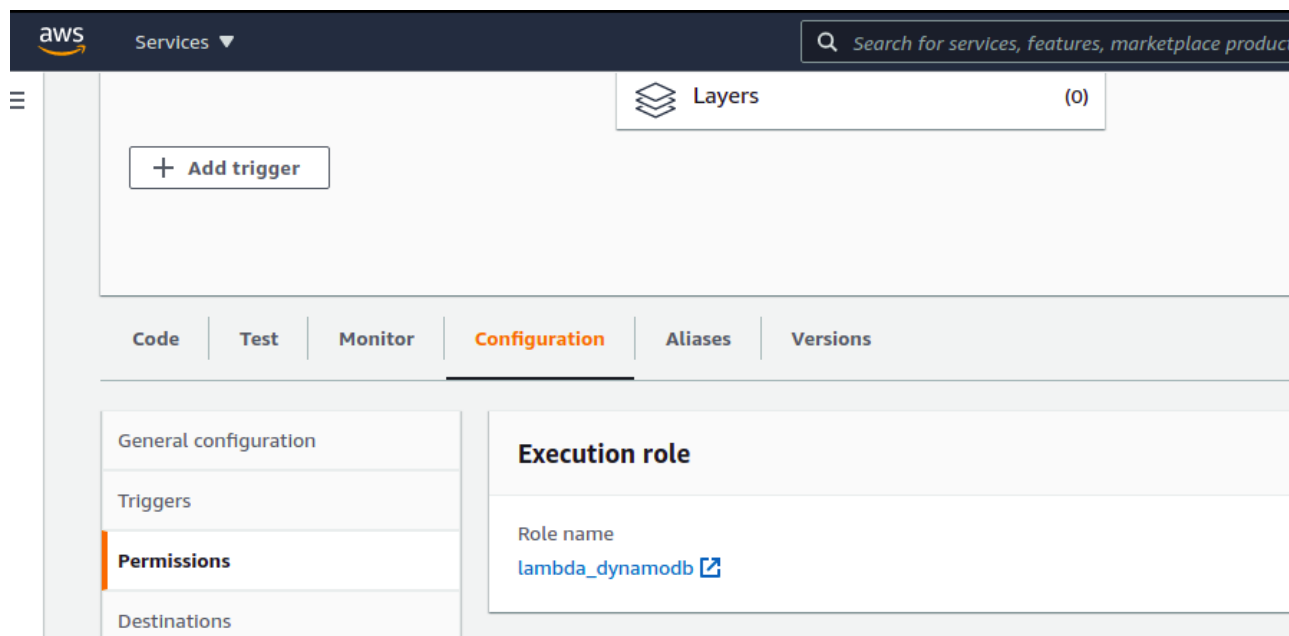 aws Services ▼ Search for services, features, marketplace produc
Layers (0)
+ Add trigger
Code Test Monitor Configuration Aliases Versions
General configuration
Triggers
Permissions
Destinations
Execution role
Role name
lambda_dynamodb